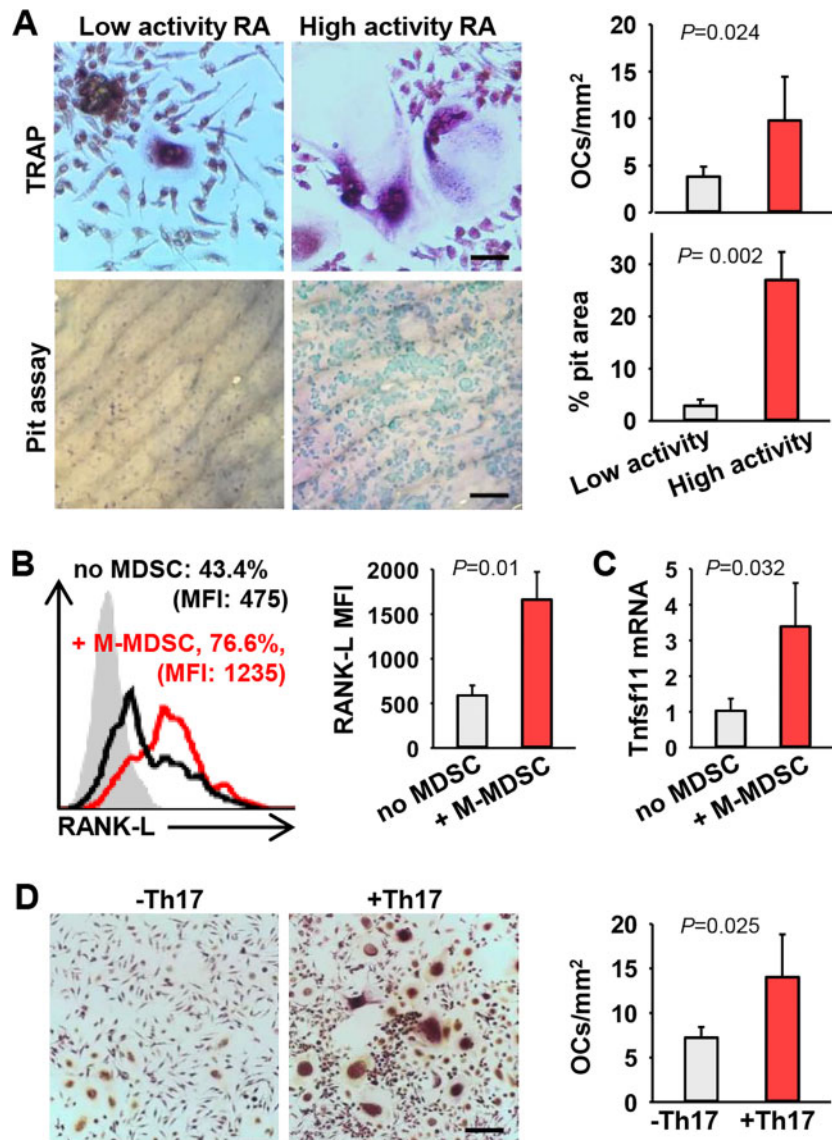 A
Low activity RA
High activity RA
TRAP
Pit assay
20
15
10
5
0
OCs/mm²
P=0.024
30
20
10
0
% pit area
P= 0.002
Low activity
High activity
B
no MDSC: 43.4%
(MFI: 475)
+ M-MDSC, 76.6%,
(MFI: 1235)
RANK-L
2000
1500
1000
500
0
RANK-L MFI
P=0.01
no MDSC
+ M-MDSC
C
5
4
3
2
1
0
Tnfsf11 mRNA
P=0.032
no MDSC
+ M-MDSC
D
-Th17
+Th17
20
15
10
5
0
OCs/mm²
P=0.025
-Th17
+Th17